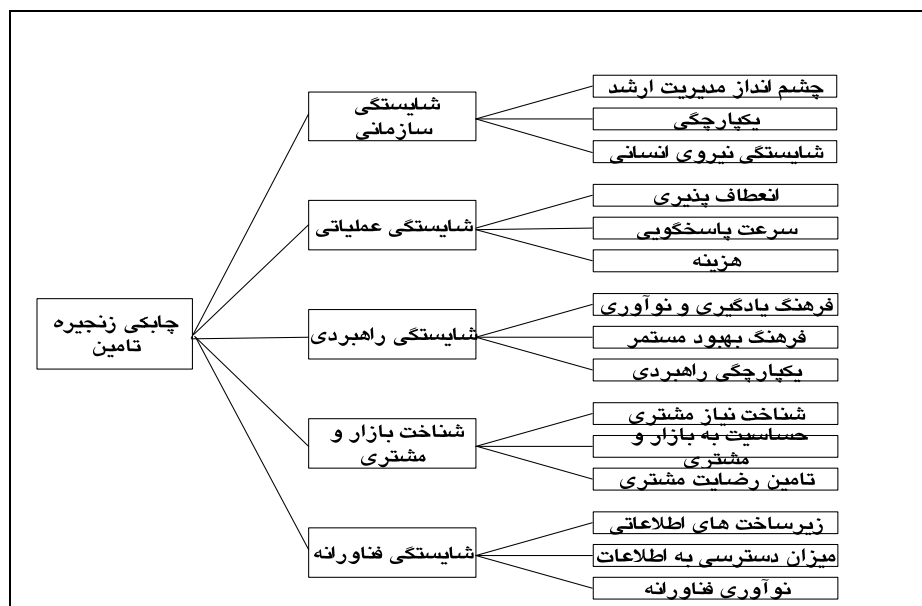 چشم انداز مدیریت ارشد
شایستگی
سازمانی
یکپارچگی
شایستگی نیروی انسانی
انعطاف پذیری
شایستگی عملیاتی
سرعت پاسخگویی
هزینه
چابکی زنجیره
تامین
فرهنگ یادگیری و نوآوری
شایستگی راهبردی
فرهنگ بهبود مستمر
یکپارچگی راهبردی
شناخت نیاز مشتری
شناخت بازار و
مشتری
حساسیت به بازار و
مشتری
تامین رضایت مشتری
زیرساخت های اطلاعاتی
شایستگی فناورانه
میزان دسترسی به اطلاعات
نوآوری فناورانه